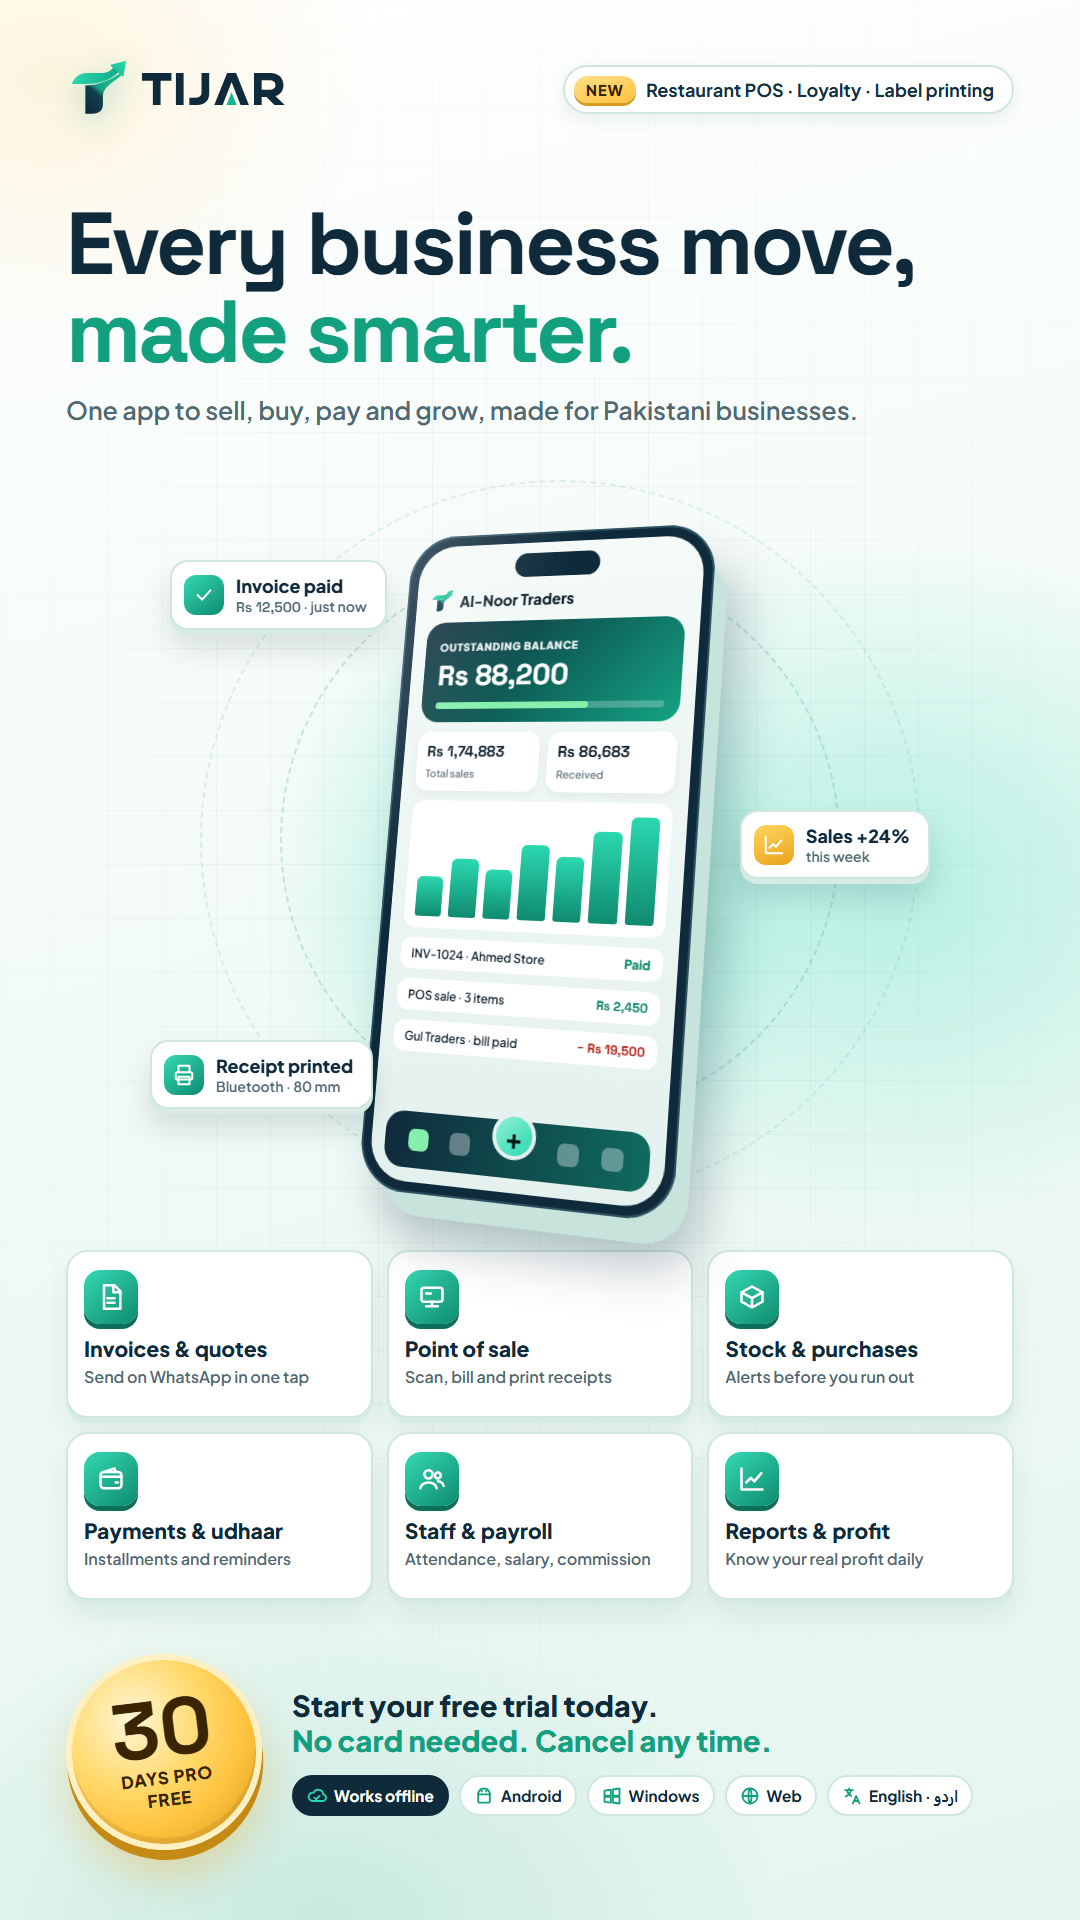 TIJAR
NEW Restaurant POS · Loyalty · Label printing
Every business move,
made smarter.
One app to sell, buy, pay and grow, made for Pakistani businesses.
Invoice paid
Rs 12,500 · just now
Al-Noor Traders
OUTSTANDING BALANCE
Rs 88,200
Rs 1,74,883
Total sales
Rs 86,683
Received
Sales +24%
this week
INV-1024 · Ahmed Store Paid
POS sale · 3 items Rs 2,450
Gul Traders · bill paid - Rs 19,500
Receipt printed
Bluetooth · 80 mm
+
Invoices & quotes
Send on WhatsApp in one tap
Point of sale
Scan, bill and print receipts
Stock & purchases
Alerts before you run out
Payments & udhaar
Installments and reminders
Staff & payroll
Attendance, salary, commission
Reports & profit
Know your real profit daily
30
DAYS PRO
FREE
Start your free trial today.
No card needed. Cancel any time.
Works offline
Android
Windows
Web
English · اردو